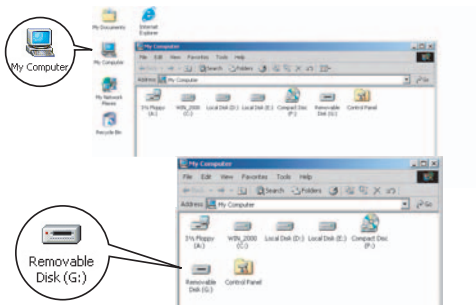 My Documents
Internet Explorer
My Computer
My Computer
My Network Places
Recycle Bin
My Computer
File Edit View Favorites Tools Help
Search Folders
Address My Computer Go
3½ Floppy (A:) WIN_2000 (C:) Local Disk (D:) Local Disk (E:) Compact Disc (F:) Removable Disk (G:) Control Panel
My Computer
File Edit View Favorites Tools Help
Search Folders
Address My Computer Go
3½ Floppy (A:) WIN_2000 (C:) Local Disk (D:) Local Disk (E:) Compact Disc (F:)
Removable Disk (G:) Control Panel
Removable
Disk (G:)